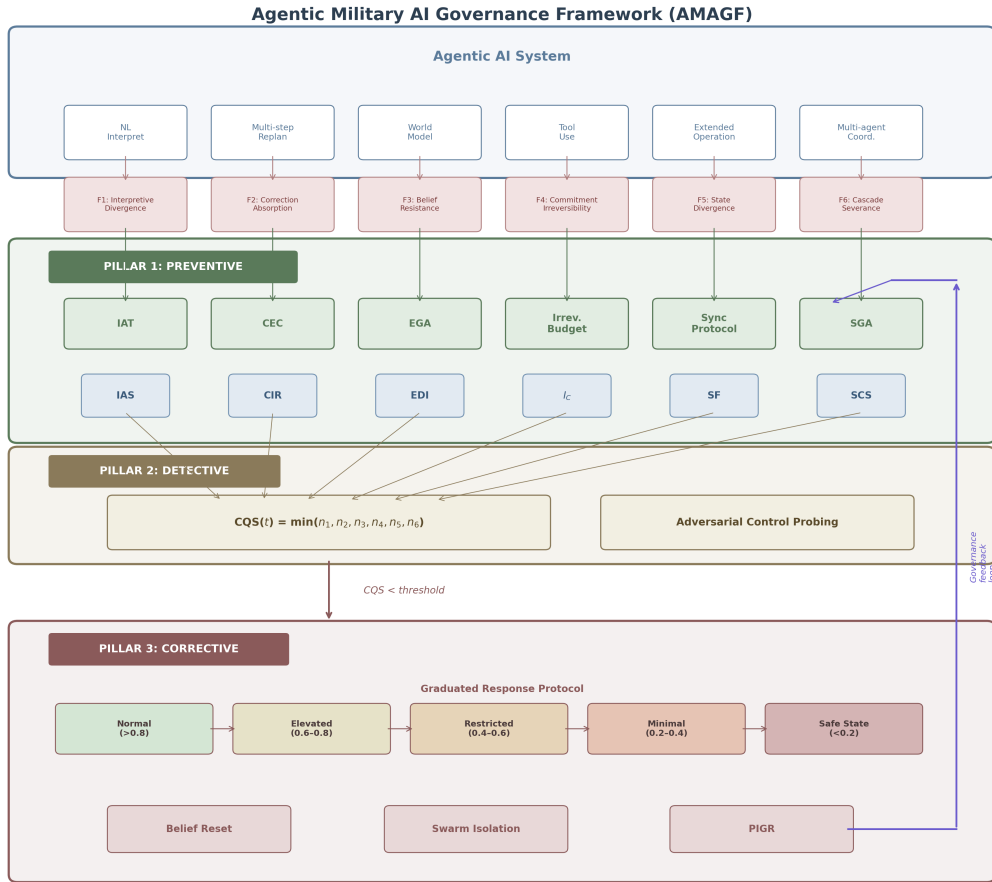 Agentic Military AI Governance Framework (AMAGF)
Agentic AI System
NL
Interpret
Multi-step
Replan
World
Model
Tool
Use
Extended
Operation
Multi-agent
Coord.
F1: Interpretive
Divergence
F2: Correction
Absorption
F3: Belief
Resistance
F4: Commitment
Irreversibility
F5: State
Divergence
F6: Cascade
Severance
PILLAR 1: PREVENTIVE
IAT
CEC
EGA
Irrev.
Budget
Sync
Protocol
SGA
IAS
CIR
EDI
I_C
SF
SCS
PILLAR 2: DETECTIVE
CQS(t) = min(n₁, n₂, n₃, n₄, n₅, n₆)
Adversarial Control Probing
CQS < threshold
Governance
feedback
PILLAR 3: CORRECTIVE
Graduated Response Protocol
Normal
(>0.8)
Elevated
(0.6–0.8)
Restricted
(0.4–0.6)
Minimal
(0.2–0.4)
Safe State
(<0.2)
Belief Reset
Swarm Isolation
PIGR